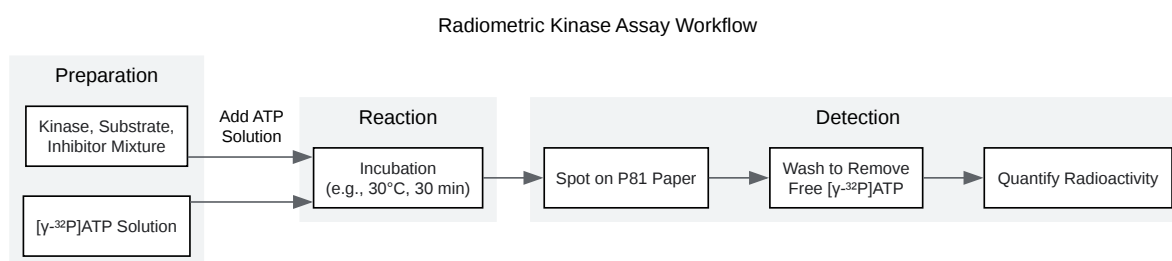 Radiometric Kinase Assay Workflow
Preparation
Kinase, Substrate,
Inhibitor Mixture
[γ-³²P]ATP Solution
Add ATP
Solution
Reaction
Incubation
(e.g., 30°C, 30 min)
Detection
Spot on P81 Paper
Wash to Remove
Free [γ-³²P]ATP
Quantify Radioactivity